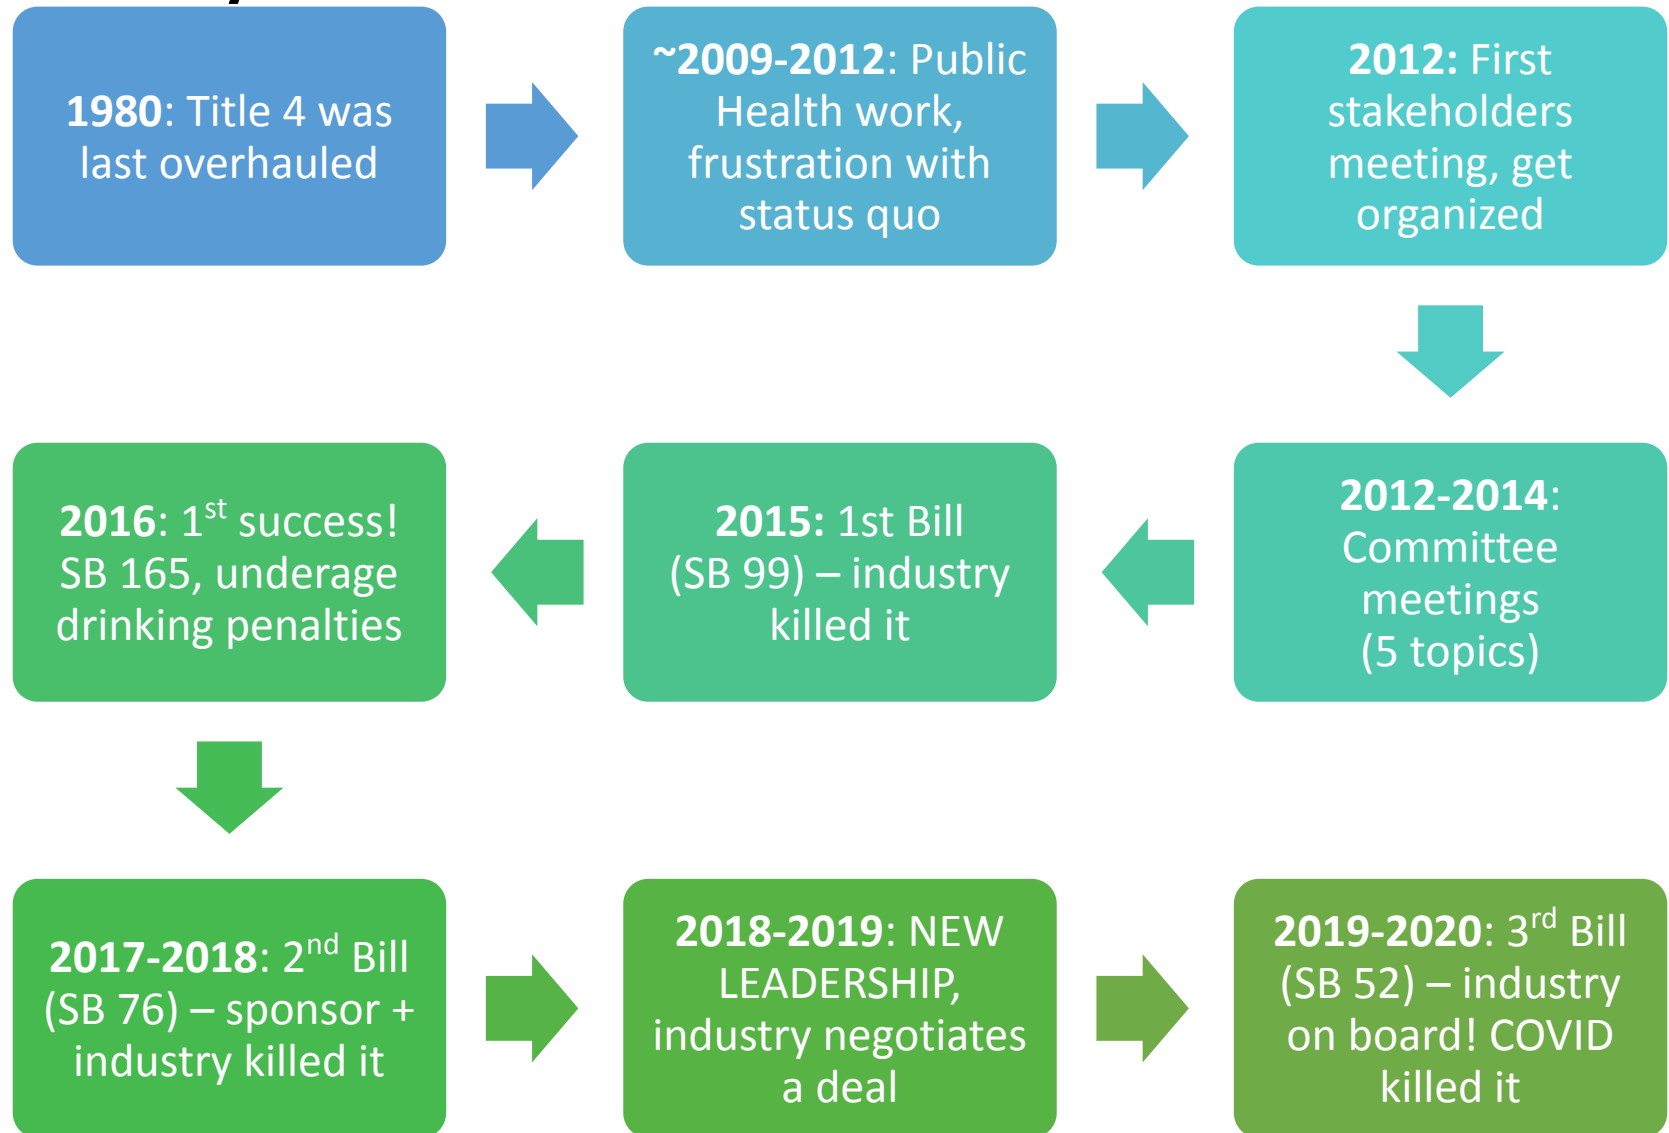 1980: Title 4 was
last overhauled
~2009-2012: Public
Health work,
frustration with
status quo
2012: First
stakeholders
meeting, get
organized
2012-2014:
Committee
meetings
(5 topics)
2015: 1st Bill
(SB 99) – industry
killed it
2016: 1st success!
SB 165, underage
drinking penalties
2017-2018: 2nd Bill
(SB 76) – sponsor +
industry killed it
2018-2019: NEW
LEADERSHIP,
industry negotiates
a deal
2019-2020: 3rd Bill
(SB 52) – industry
on board! COVID
killed it